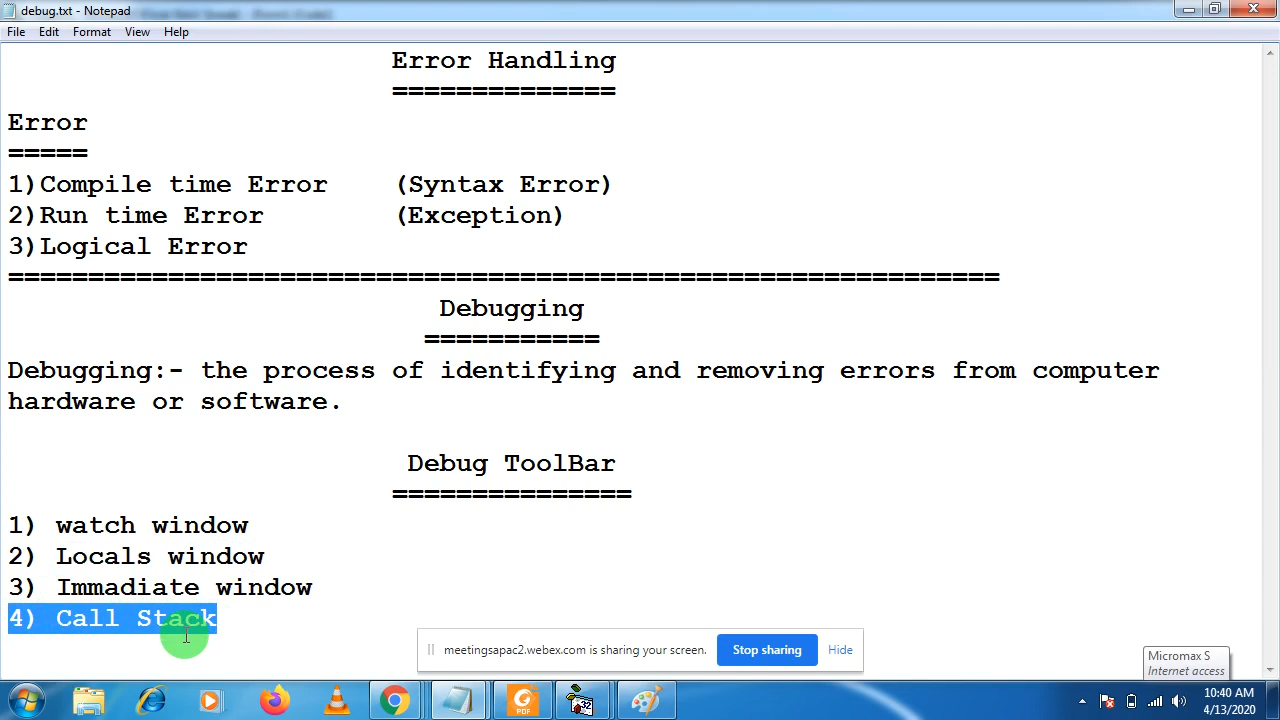 debug.txt - Notepad
File Edit Format View Help
Error Handling
==============
Error
=====
1)Compile time Error (Syntax Error)
2)Run time Error (Exception)
3)Logical Error
==============================================================
Debugging
===========
Debugging:- the process of identifying and removing errors from computer
hardware or software.
Debug ToolBar
===============
1) watch window
2) Locals window
3) Immadiate window
4) Call Stack
meetingsapac2.webex.com is sharing your screen. Stop sharing Hide
Micromax S
Internet access
PDF
32
10:40 AM
4/13/2020